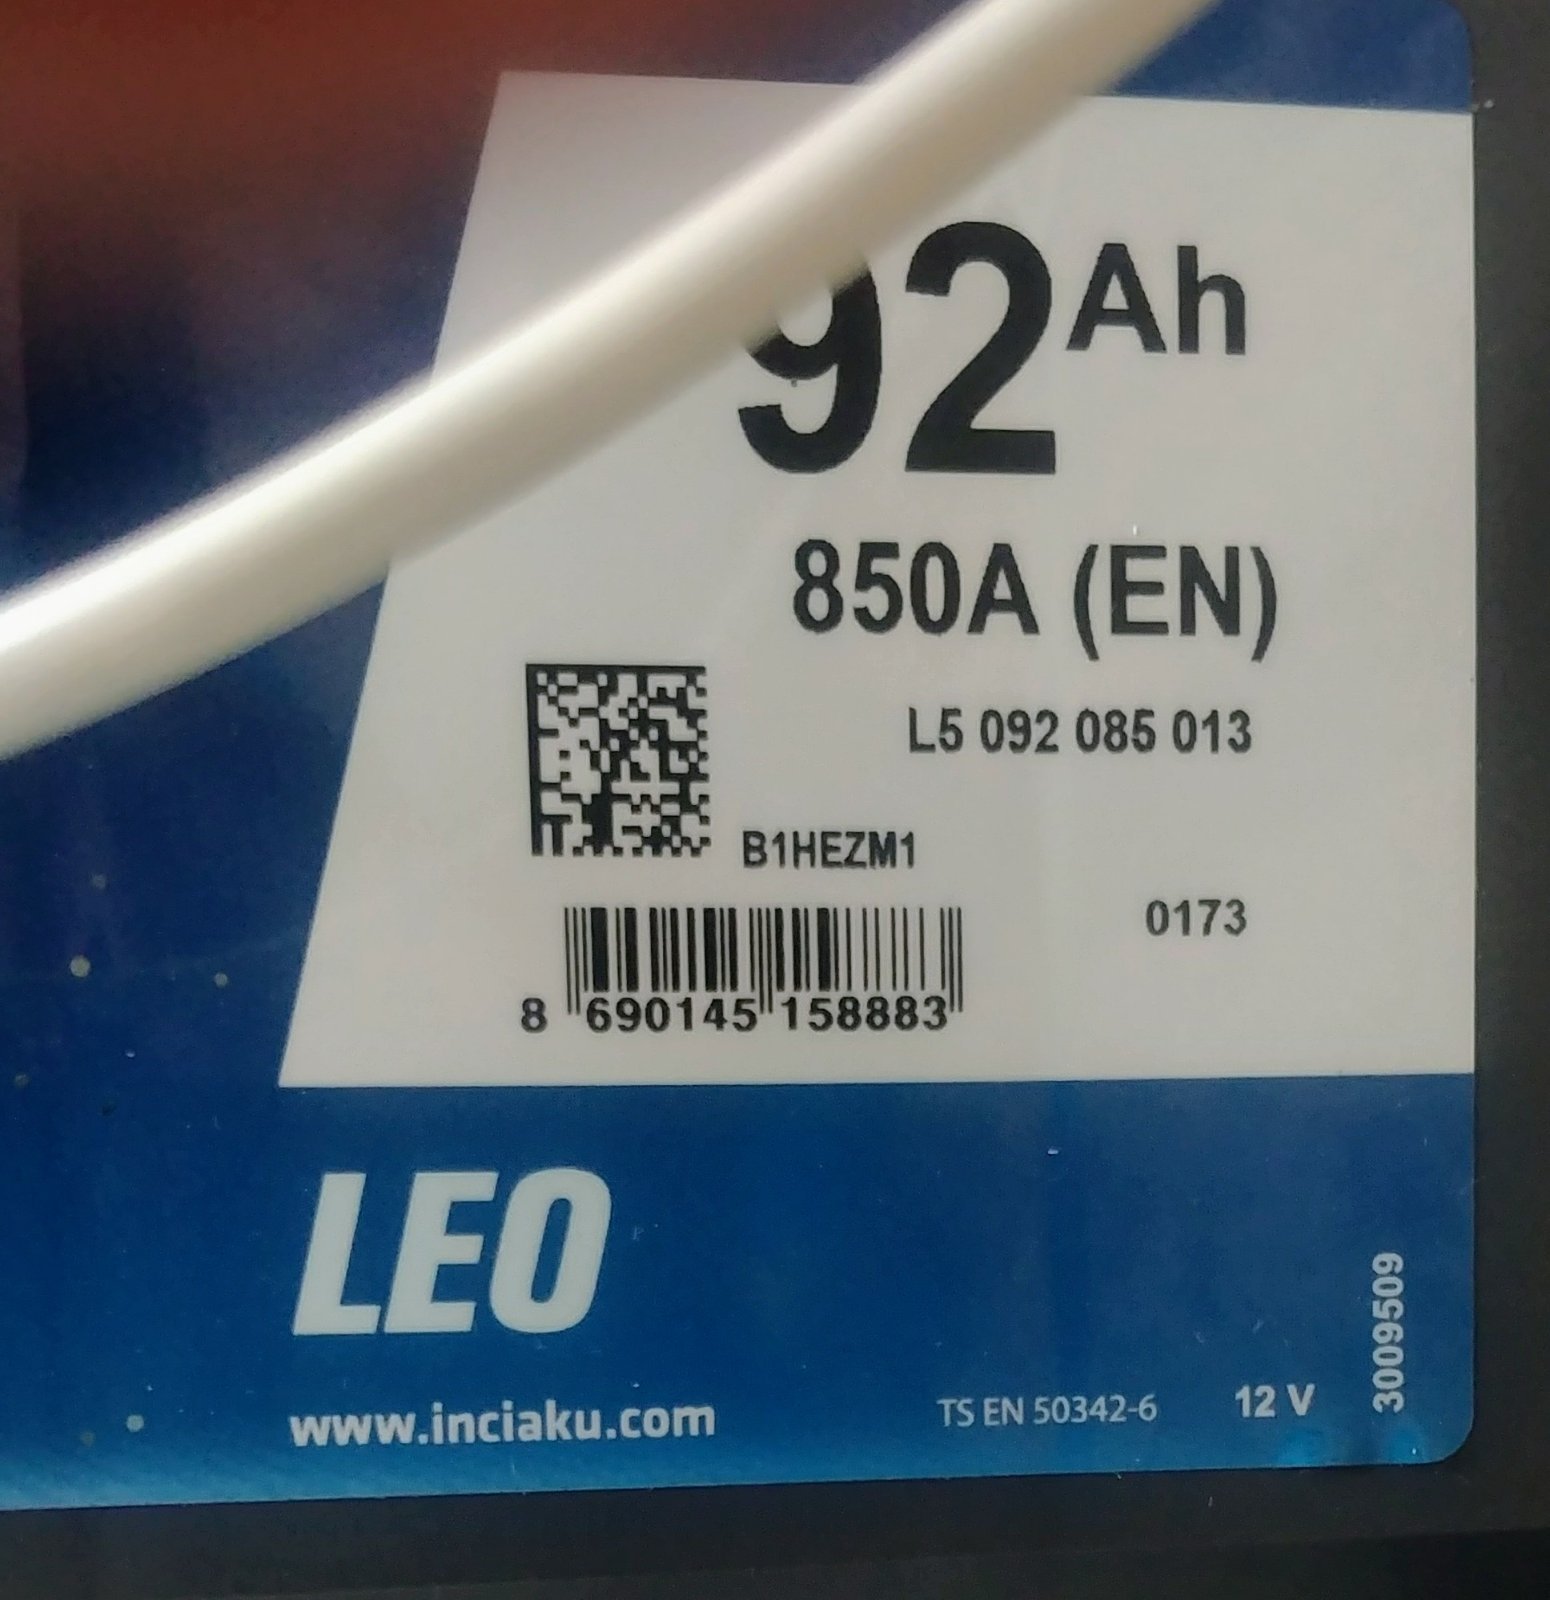 92Ah
850A (EN)
L5 092 085 013
B1HEZM1
0173
8 690145 158883
LEO
www.inciaku.com
TS EN 50342-6
12 V
3009509